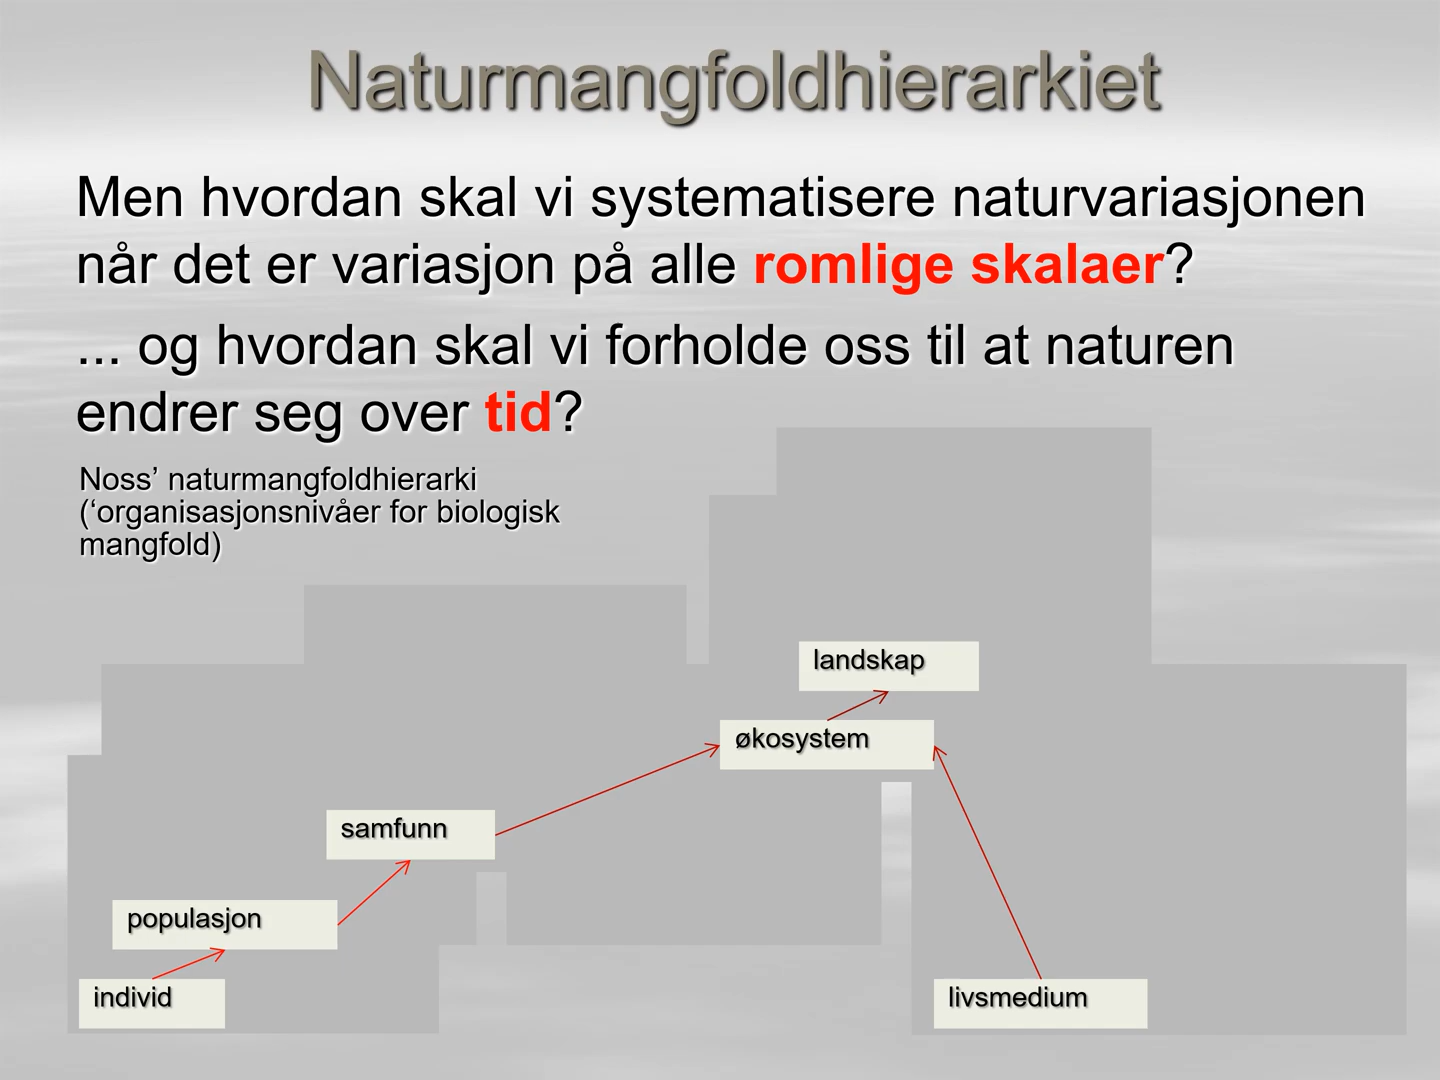 Naturmangfoldhierarkiet
Men hvordan skal vi systematisere naturvariasjonen
når det er variasjon på alle romlige skalaer?
... og hvordan skal vi forholde oss til at naturen
endrer seg over tid?
Noss’ naturmangfoldhierarki
(‘organisasjonsnivåer for biologisk
mangfold)
landskap
økosystem
samfunn
populasjon
individ
livsmedium